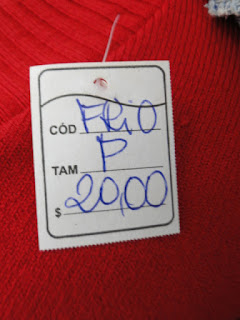 CÓD FRiO
TAM P
$ 20,00